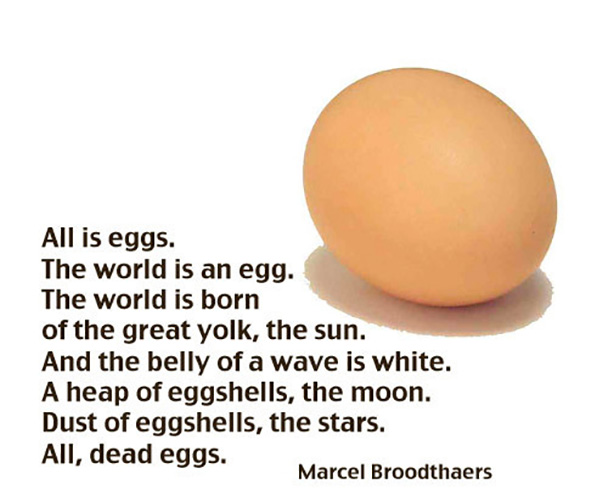 All is eggs.
The world is an egg.
The world is born
of the great yolk, the sun.
And the belly of a wave is white.
A heap of eggshells, the moon.
Dust of eggshells, the stars.
All, dead eggs.
Marcel Broodthaers